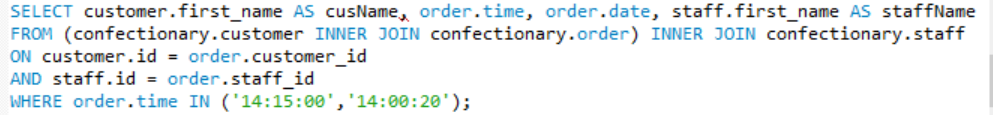 SELECT customer.first_name AS cusName, order.time, order.date, staff.first_name AS staffName
FROM (confectionary.customer INNER JOIN confectionary.order) INNER JOIN confectionary.staff
ON customer.id = order.customer_id
AND staff.id = order.staff_id
WHERE order.time IN ('14:15:00','14:00:20');